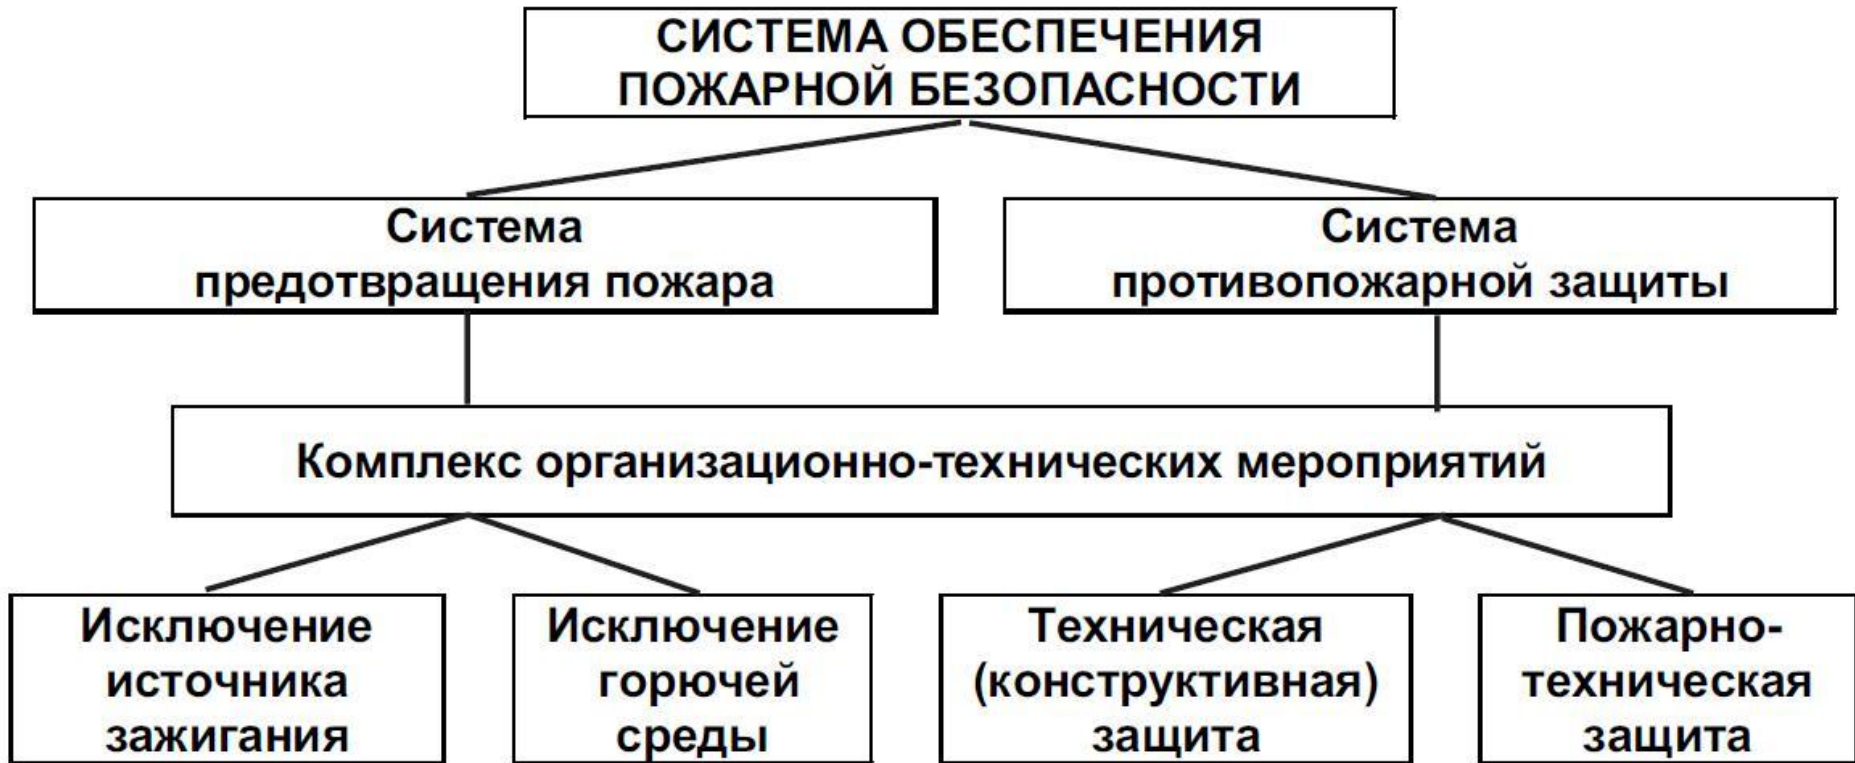 СИСТЕМА ОБЕСПЕЧЕНИЯ
ПОЖАРНОЙ БЕЗОПАСНОСТИ
Система
предотвращения пожара
Система
противопожарной защиты
Комплекс организационно-технических мероприятий
Исключение
источника
зажигания
Исключение
горючей
среды
Техническая
(конструктивная)
защита
Пожарно-
техническая
защита